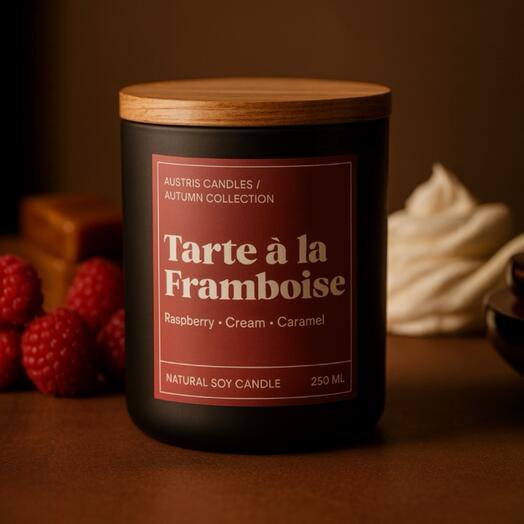 AUSTRIS CANDLES /
AUTUMN COLLECTION
Tarte à la
Framboise
Raspberry • Cream • Caramel
NATURAL SOY CANDLE 250 ML